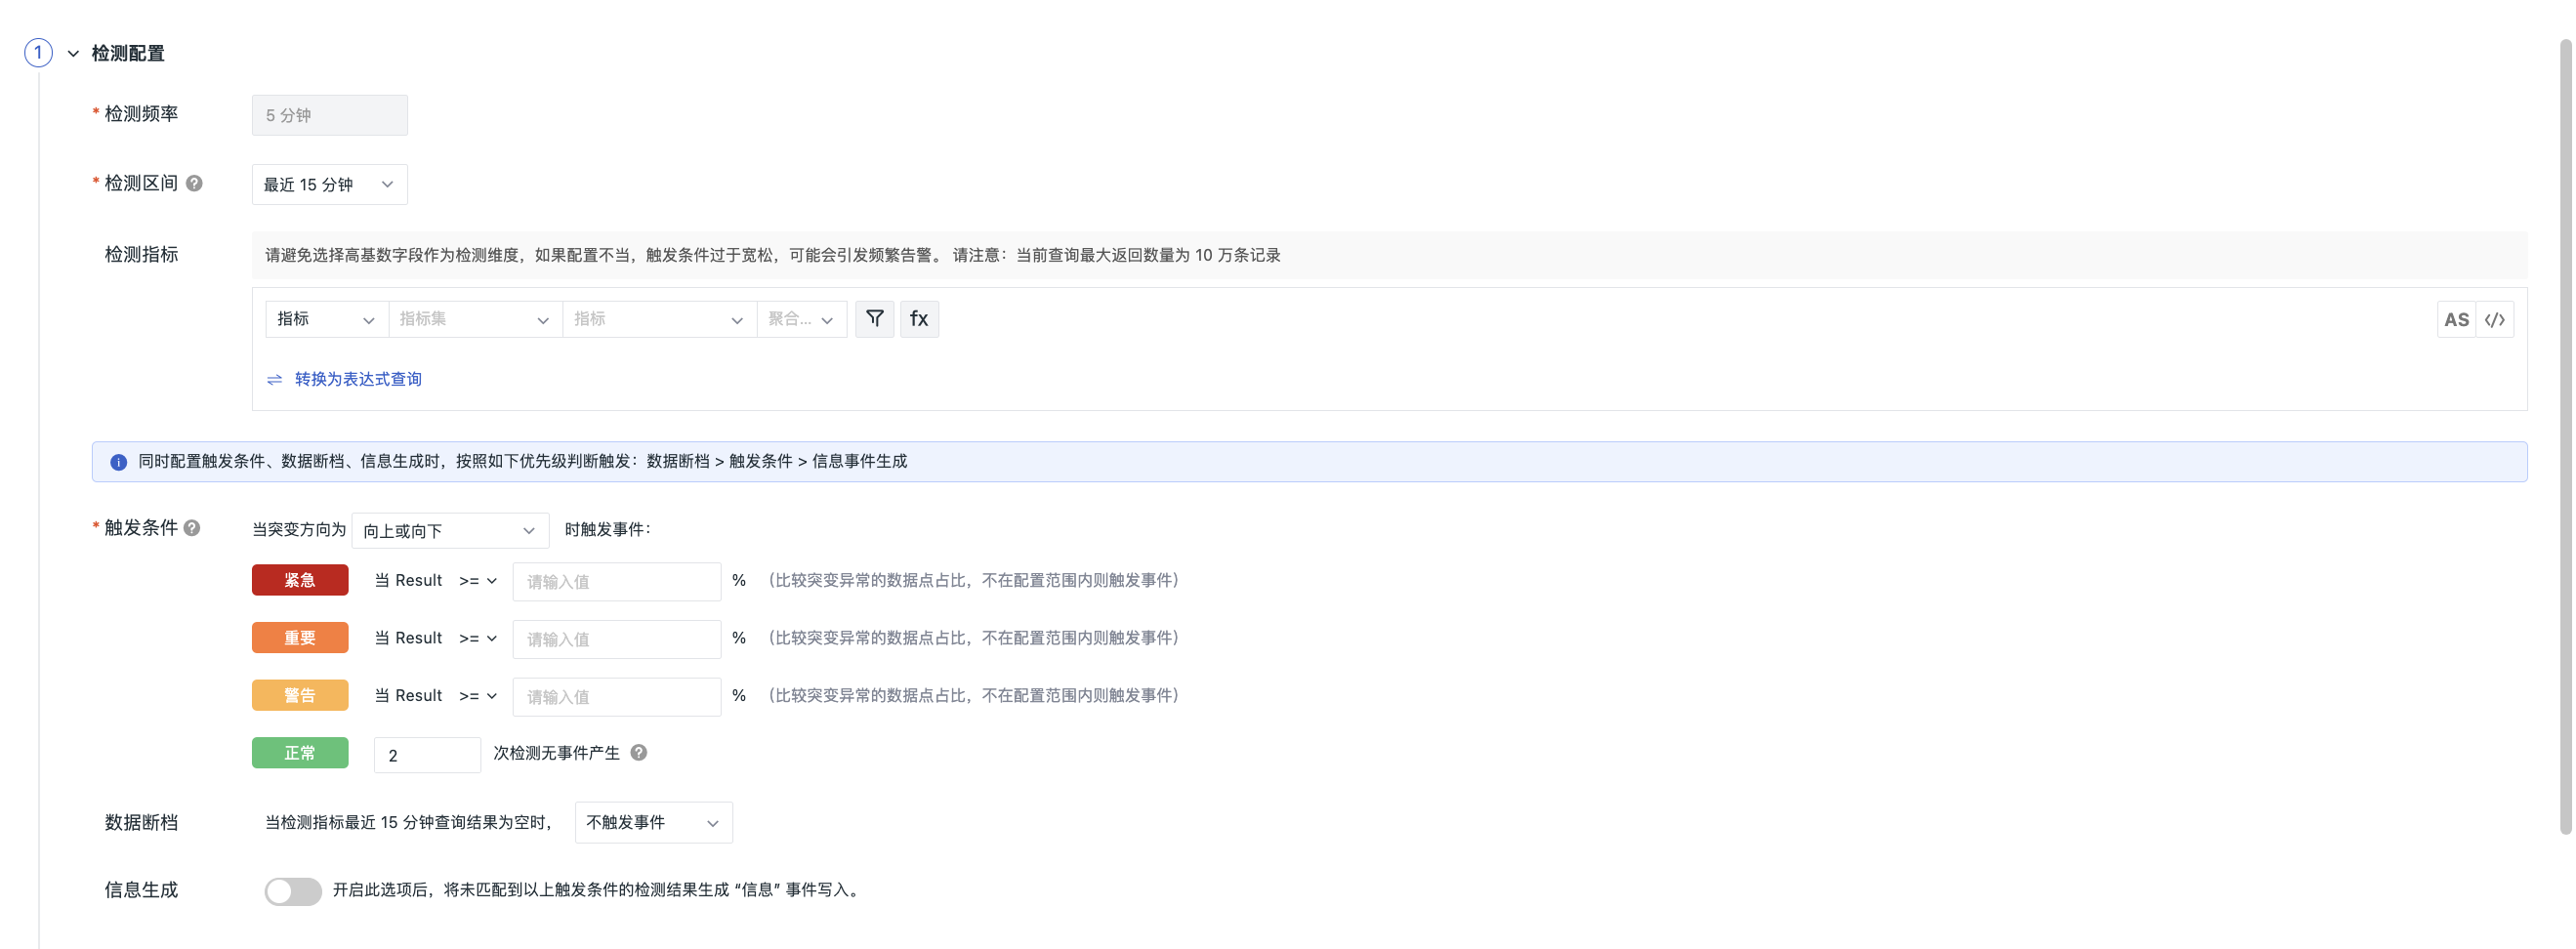 1 检测配置
* 检测频率 5 分钟
* 检测区间 ? 最近 15 分钟
检测指标 请避免选择高基数字段作为检测维度，如果配置不当，触发条件过于宽松，可能会引发频繁告警。 请注意：当前查询最大返回数量为 10 万条记录
指标 指标集 指标 聚合... fx AS </>
转换为表达式查询
i 同时配置触发条件、数据断档、信息生成时，按照如下优先级判断触发：数据断档 > 触发条件 > 信息事件生成
* 触发条件 ? 当突变方向为 向上或向下 时触发事件：
紧急 当 Result >= 请输入值 % （比较突变异常的数据点占比，不在配置范围内则触发事件）
重要 当 Result >= 请输入值 % （比较突变异常的数据点占比，不在配置范围内则触发事件）
警告 当 Result >= 请输入值 % （比较突变异常的数据点占比，不在配置范围内则触发事件）
正常 2 次检测无事件产生 ?
数据断档 当检测指标最近 15 分钟查询结果为空时， 不触发事件
信息生成 开启此选项后，将未匹配到以上触发条件的检测结果生成 “信息” 事件写入。